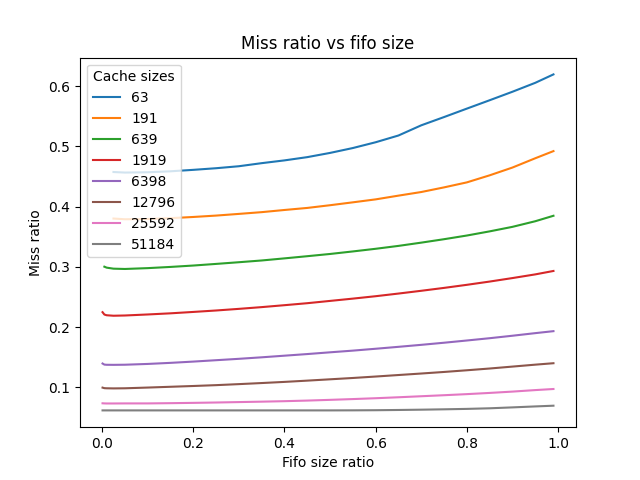 Miss ratio vs fifo size
Cache sizes
63
191
639
1919
6398
12796
25592
51184
Miss ratio
0.6
0.5
0.4
0.3
0.2
0.1
0.0 0.2 0.4 0.6 0.8 1.0
Fifo size ratio